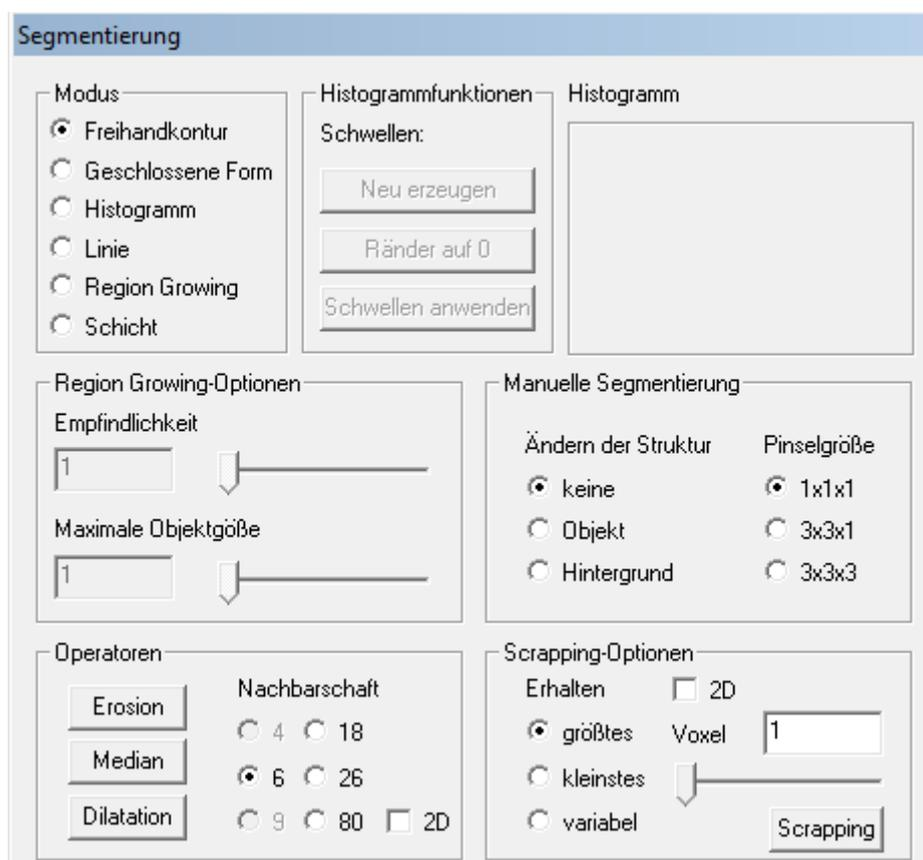 Segmentierung
Modus
Freihandkontur
Geschlossene Form
Histogramm
Linie
Region Growing
Schicht
Histogrammfunktionen
Schwellen:
Neu erzeugen
Ränder auf 0
Schwellen anwenden
Histogramm
Region Growing-Optionen
Empfindlichkeit
1
Maximale Objektgöße
1
Manuelle Segmentierung
Ändern der Struktur
keine
Objekt
Hintergrund
Pinselgröße
1x1x1
3x3x1
3x3x3
Operatoren
Erosion
Median
Dilatation
Nachbarschaft
4 18
6 26
9 80 2D
Scrapping-Optionen
Erhalten 2D
größtes Voxel 1
kleinstes
variabel
Scrapping